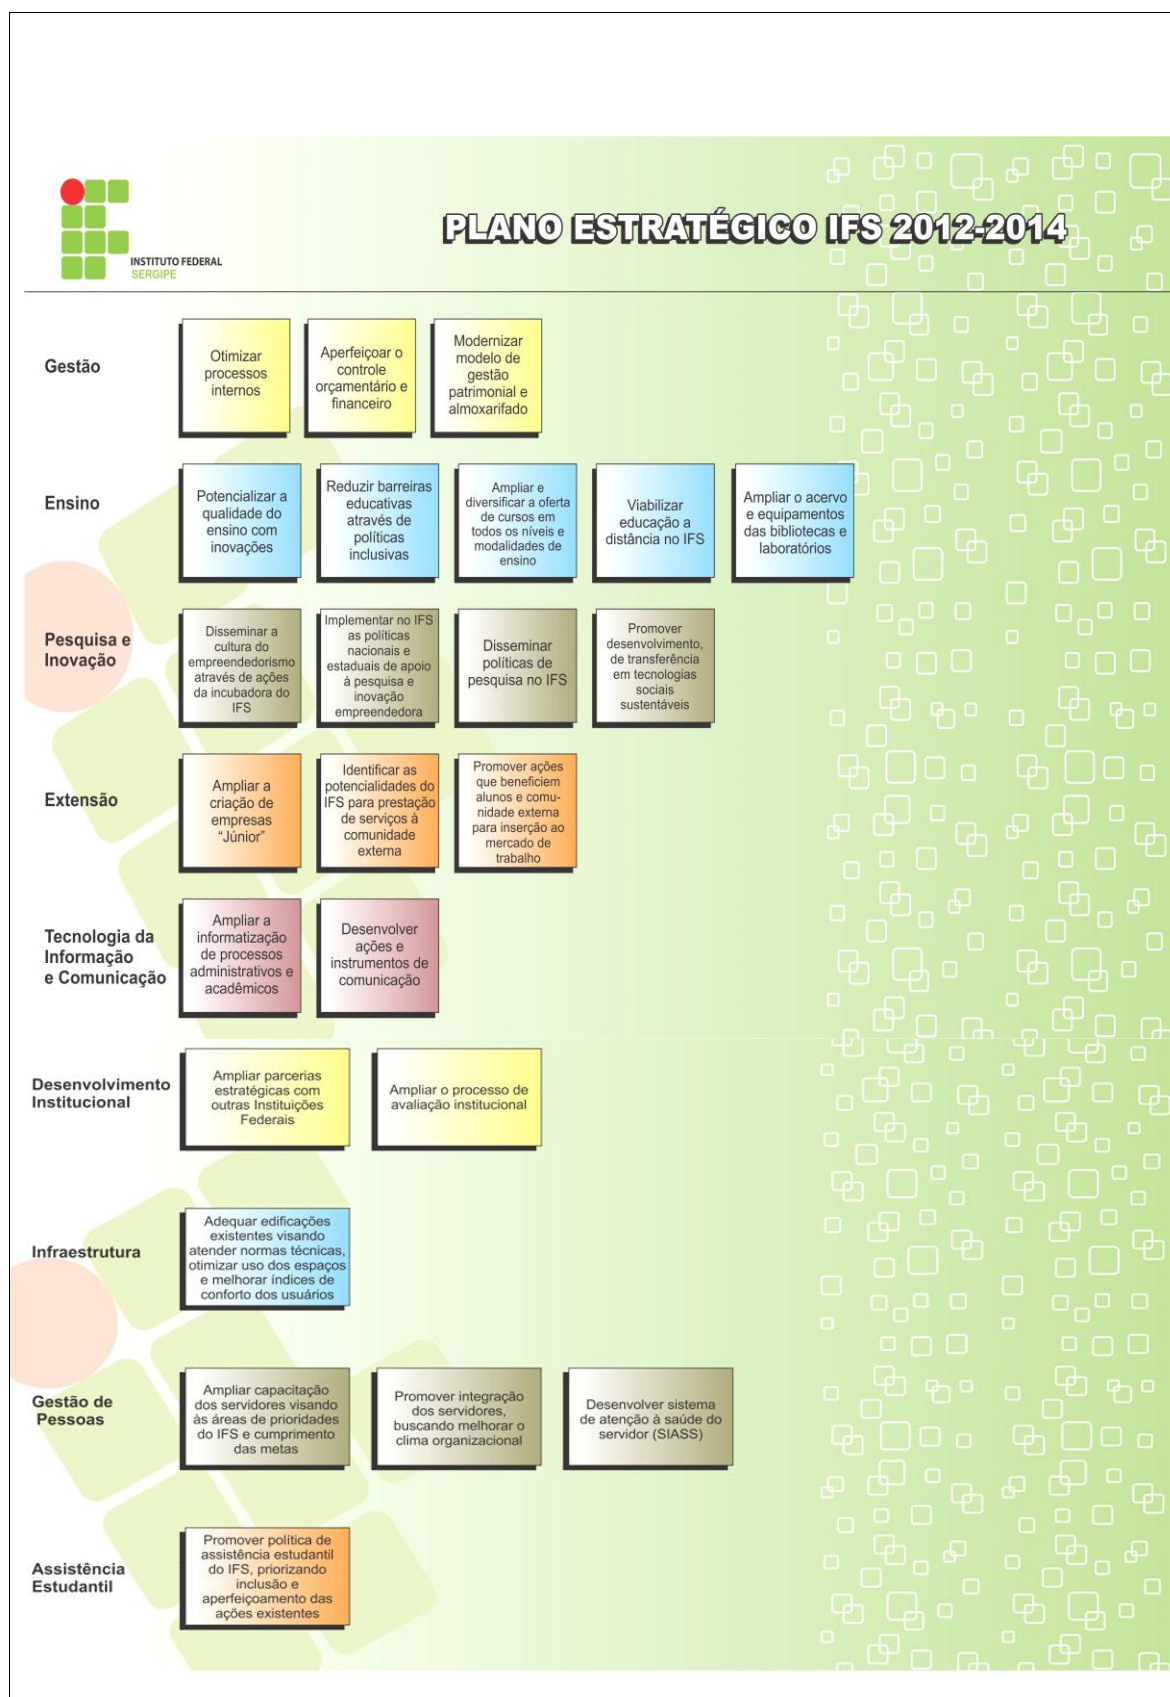 INSTITUTO FEDERAL
SERGIPE
PLANO ESTRATÉGICO IFS 2012-2014
Gestão
Otimizar
processos
internos
Aperfeiçoar o
controle
orçamentário e
financeiro
Modernizar
modelo de
gestão
patrimonial e
almoxarifado
Ensino
Potencializar a
qualidade do
ensino com
inovações
Reduzir barreiras
educativas
através de
políticas
inclusivas
Ampliar e
diversificar a oferta
de cursos em
todos os níveis e
modalidades de
ensino
Viabilizar
educação a
distância no IFS
Ampliar o acervo
e equipamentos
das bibliotecas e
laboratórios
Pesquisa e
Inovação
Disseminar a
cultura do
empreendedorismo
através de ações
da incubadora do
IFS
Implementar no IFS
as políticas
nacionais e
estaduais de apoio
à pesquisa e
inovação
empreendedora
Disseminar
políticas de
pesquisa no IFS
Promover
desenvolvimento,
de transferência
em tecnologias
sociais
sustentáveis
Extensão
Ampliar a
criação de
empresas
“Júnior”
Identificar as
potencialidades do
IFS para prestação
de serviços à
comunidade
externa
Promover ações
que beneficiem
alunos e comu-
nidade externa
para inserção ao
mercado de
trabalho
Tecnologia da
Informação
e Comunicação
Ampliar a
informatização
de processos
administrativos e
acadêmicos
Desenvolver
ações e
instrumentos de
comunicação
Desenvolvimento
Institucional
Ampliar parcerias
estratégicas com
outras Instituições
Federais
Ampliar o processo de
avaliação institucional
Infraestrutura
Adequar edificações
existentes visando
atender normas técnicas,
otimizar uso dos espaços
e melhorar índices de
conforto dos usuários
Gestão de
Pessoas
Ampliar capacitação
dos servidores visando
às áreas de prioridades
do IFS e cumprimento
das metas
Promover integração
dos servidores,
buscando melhorar o
clima organizacional
Desenvolver sistema
de atenção à saúde do
servidor (SIASS)
Assistência
Estudantil
Promover política de
assistência estudantil
do IFS, priorizando
inclusão e
aperfeiçoamento das
ações existentes